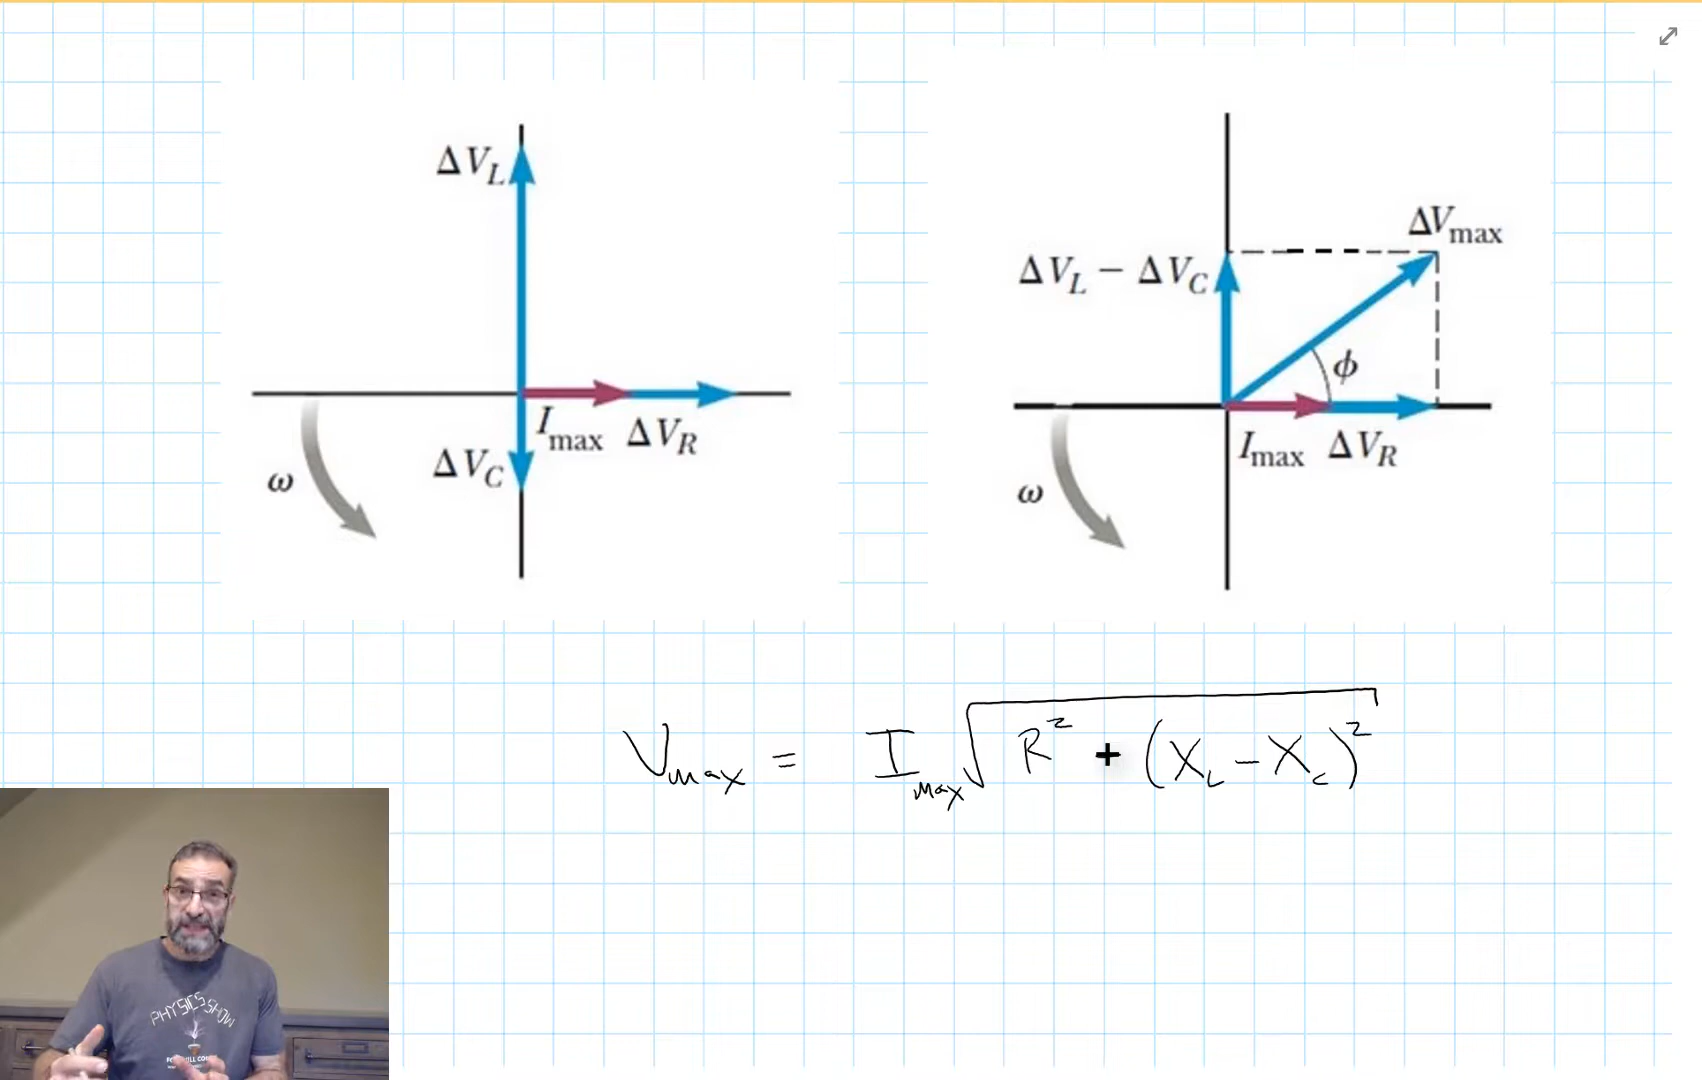 ΔV_L
ΔV_C
I_max ΔV_R
ω
ΔV_max
ΔV_L − ΔV_C
ϕ
I_max ΔV_R
ω
V_max = I_max √(R² + (X_L − X_C)²)
PHYSICS SHOW